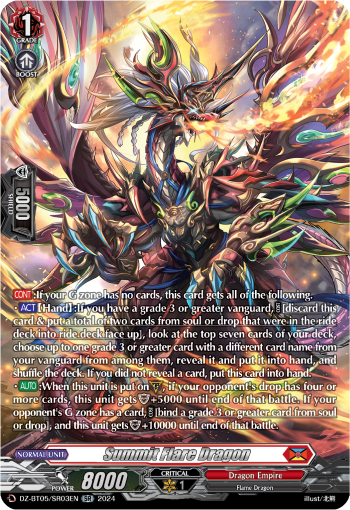 1
GRADE
BOOST
5000
SHIELD
CONT:If your G zone has no cards, this card gets all of the following.
・ACT[Hand]:If you have a grade 3 or greater vanguard, [discard this
card & put a total of two cards from soul or drop that were in the ride
deck into ride deck face up], look at the top seven cards of your deck,
choose up to one grade 3 or greater card with a different card name from
your vanguard from among them, reveal it and put it into hand, and
shuffle the deck. If you did not reveal a card, put this card into hand.
・AUTO:When this unit is put on, if your opponent's drop has four or
more cards, this unit gets +5000 until end of that battle. If your
opponent's G zone has a card, [bind a grade 3 or greater card from soul
or drop], and this unit gets +10000 until end of that battle.
NORMAL UNIT
Summit Flare Dragon
POWER
8000
CRITICAL
1
Dragon Empire
Flame Dragon
DZ-BT05/SR03EN SR 2024
illust/北熊